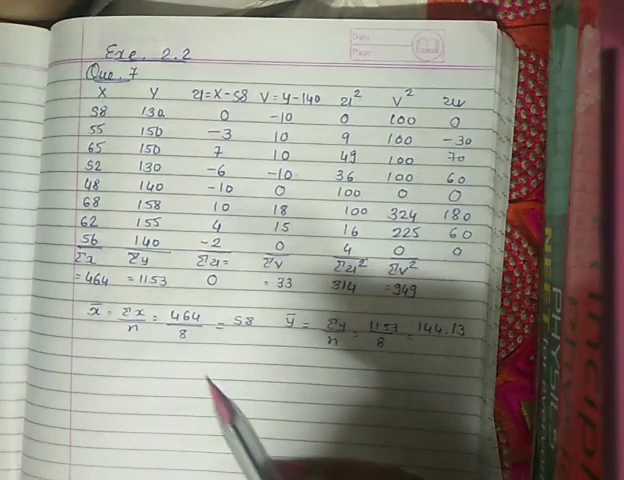 Exe. 2.2
Que. 7
X Y u=X-58 V=Y-140 u² V² uv
58 130 0 -10 0 100 0
55 150 -3 10 9 100 -30
65 150 7 10 49 100 70
52 130 -6 -10 36 100 60
48 140 -10 0 100 0 0
68 158 10 18 100 324 180
62 155 4 15 16 225 60
56 140 -2 0 4 0 0
Σx Σy Σu= Σv Σu² Σv²
=464 =1153 0 =33 314 =949
x̄ = Σx/n = 464/8 = 58 ȳ = Σy/n = 1153/8 = 144.13
NEET
PHYSICS